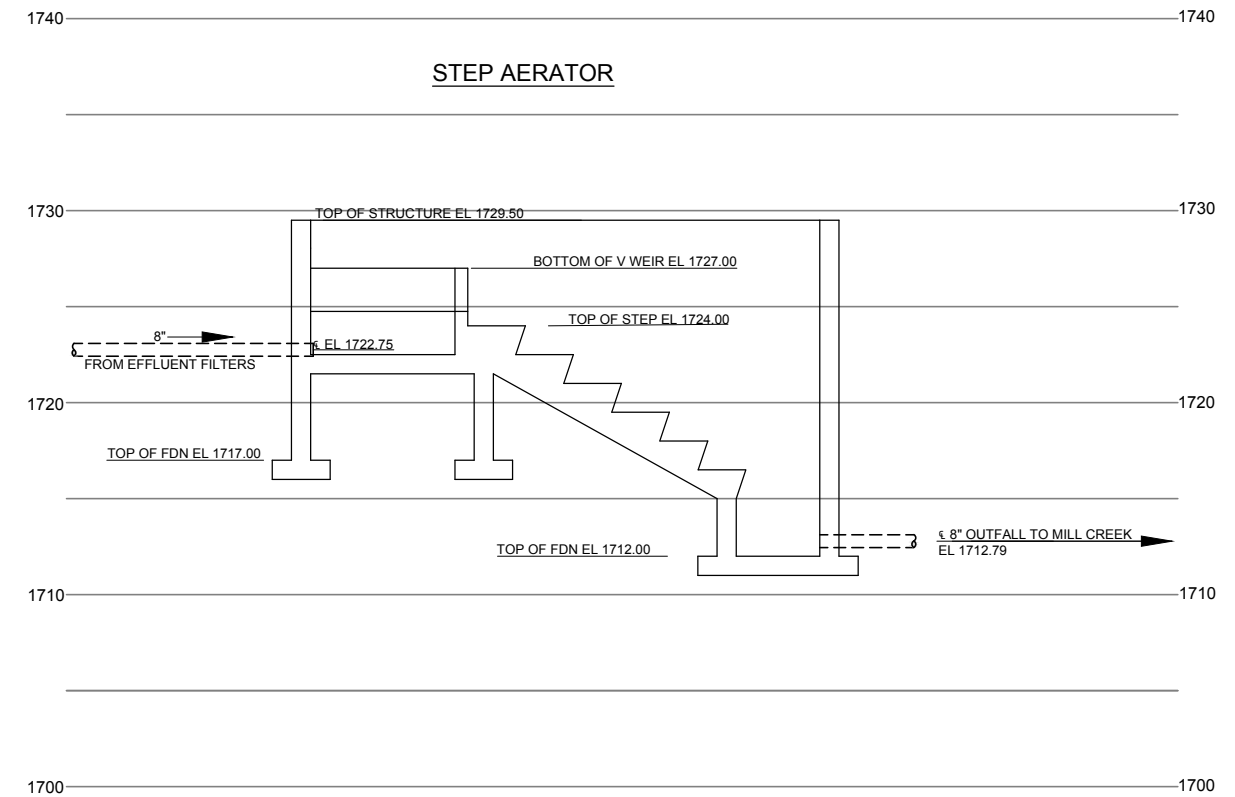 1740
1740
STEP AERATOR
1730
1730
TOP OF STRUCTURE EL 1729.50
BOTTOM OF V WEIR EL 1727.00
TOP OF STEP EL 1724.00
8"
℄ EL 1722.75
FROM EFFLUENT FILTERS
1720
1720
TOP OF FDN EL 1717.00
℄ 8" OUTFALL TO MILL CREEK
EL 1712.79
TOP OF FDN EL 1712.00
1710
1710
1700
1700